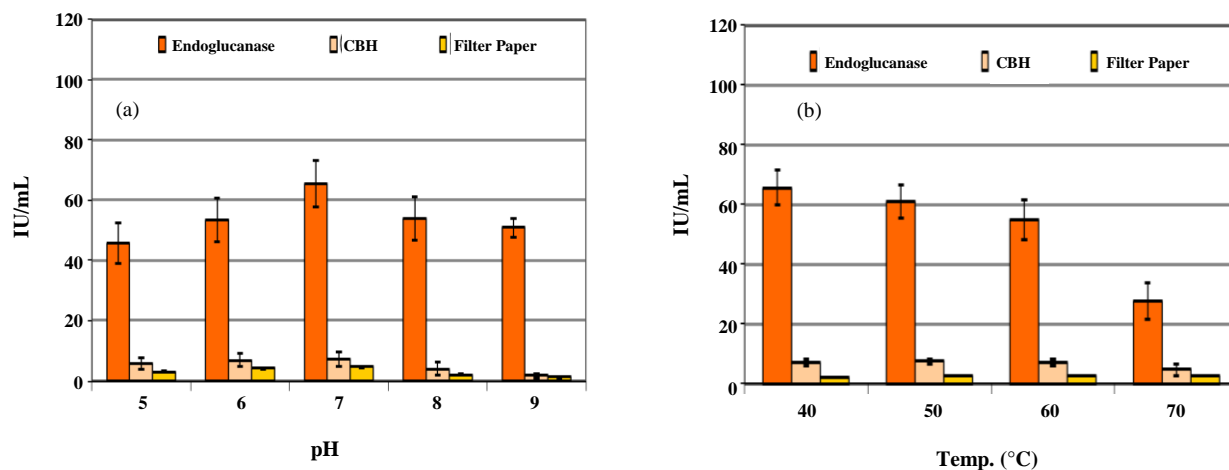 120
100
80
60
40
20
0
IU/mL
Endoglucanase CBH Filter Paper
(a)
5 6 7 8 9
pH
120
100
80
60
40
20
0
IU/mL
Endoglucanase CBH Filter Paper
(b)
40 50 60 70
Temp. (°C)